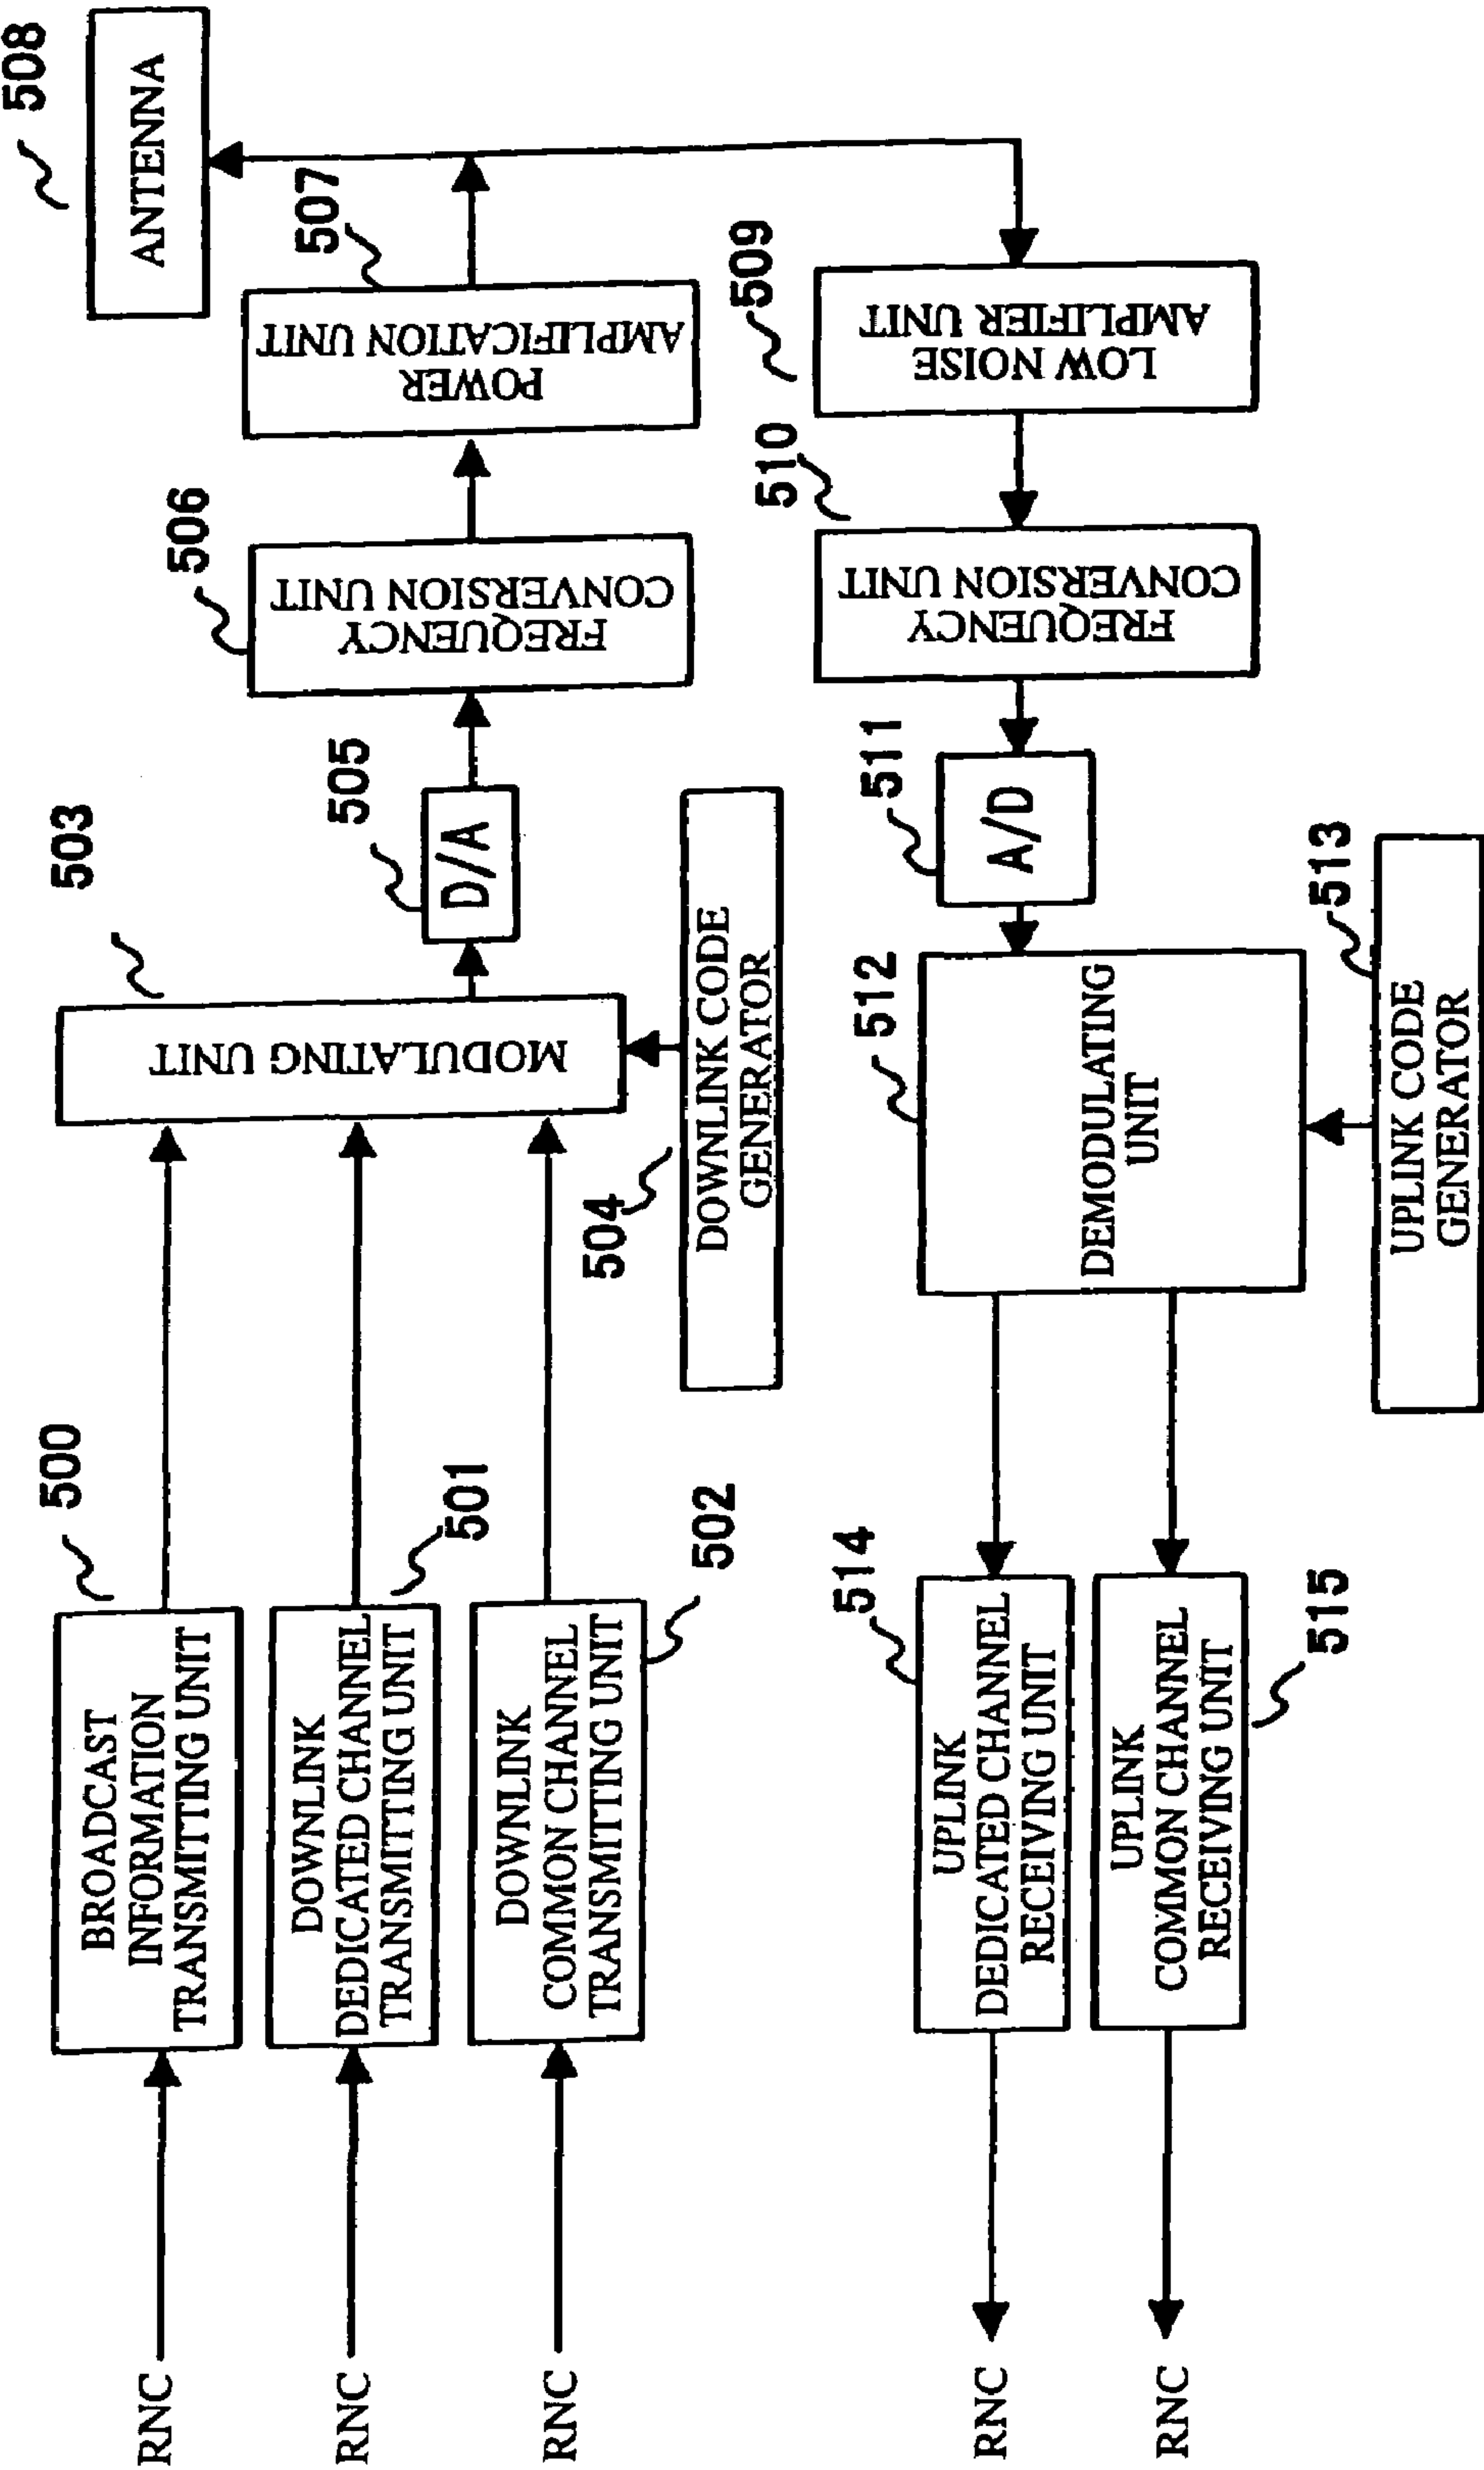 508
ANTENNA
507
POWER
AMPLIFICATION UNIT
506
FREQUENCY
CONVERSION UNIT
505
D/A
503
MODULATING UNIT
504
DOWNLINK CODE
GENERATOR
500
BROADCAST
INFORMATION
TRANSMITTING UNIT
RNC
501
DOWNLINK
DEDICATED CHANNEL
TRANSMITTING UNIT
RNC
502
DOWNLINK
COMMON CHANNEL
TRANSMITTING UNIT
RNC
509
LOW NOISE
AMPLIFIER UNIT
510
FREQUENCY
CONVERSION UNIT
511
A/D
512
DEMODULATING
UNIT
513
UPLINK CODE
GENERATOR
514
UPLINK
DEDICATED CHANNEL
RECEIVING UNIT
RNC
515
UPLINK
COMMON CHANNEL
RECEIVING UNIT
RNC